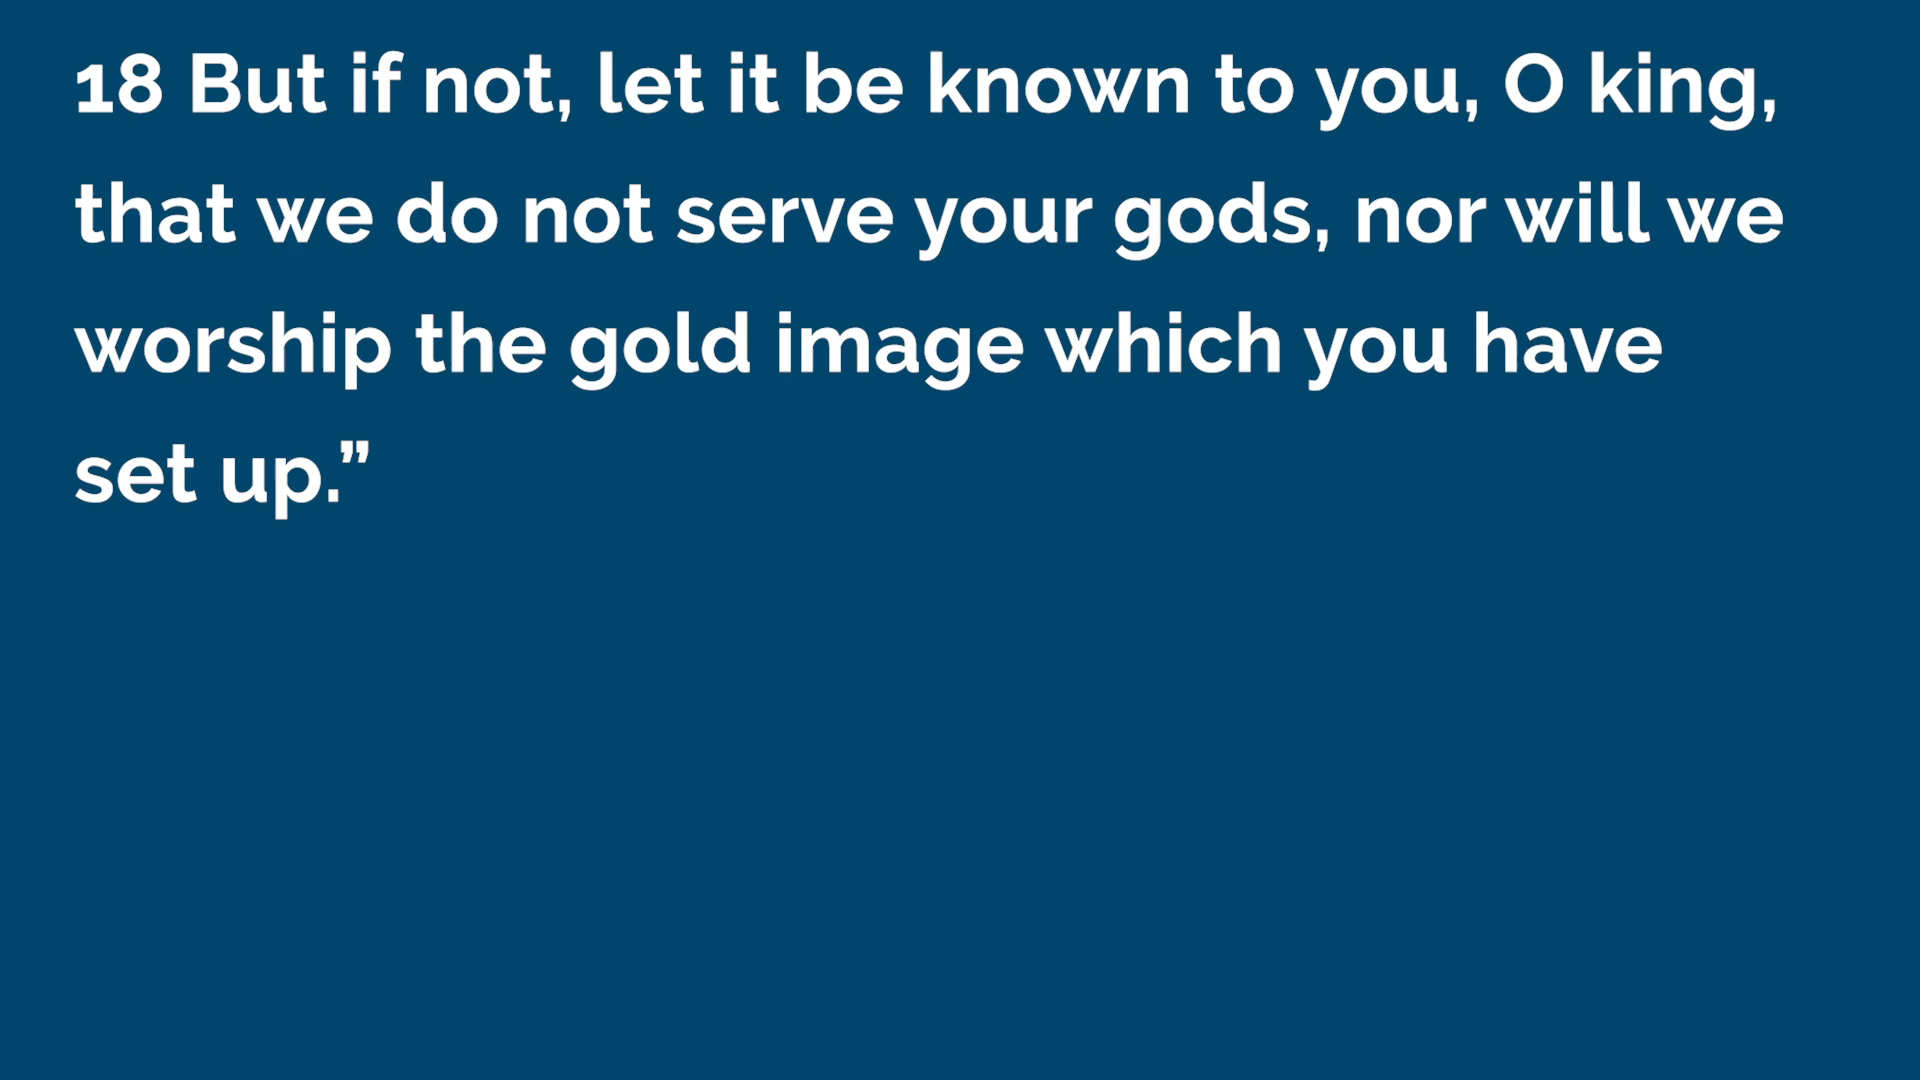 18 But if not, let it be known to you, O king,
that we do not serve your gods, nor will we
worship the gold image which you have
set up.”